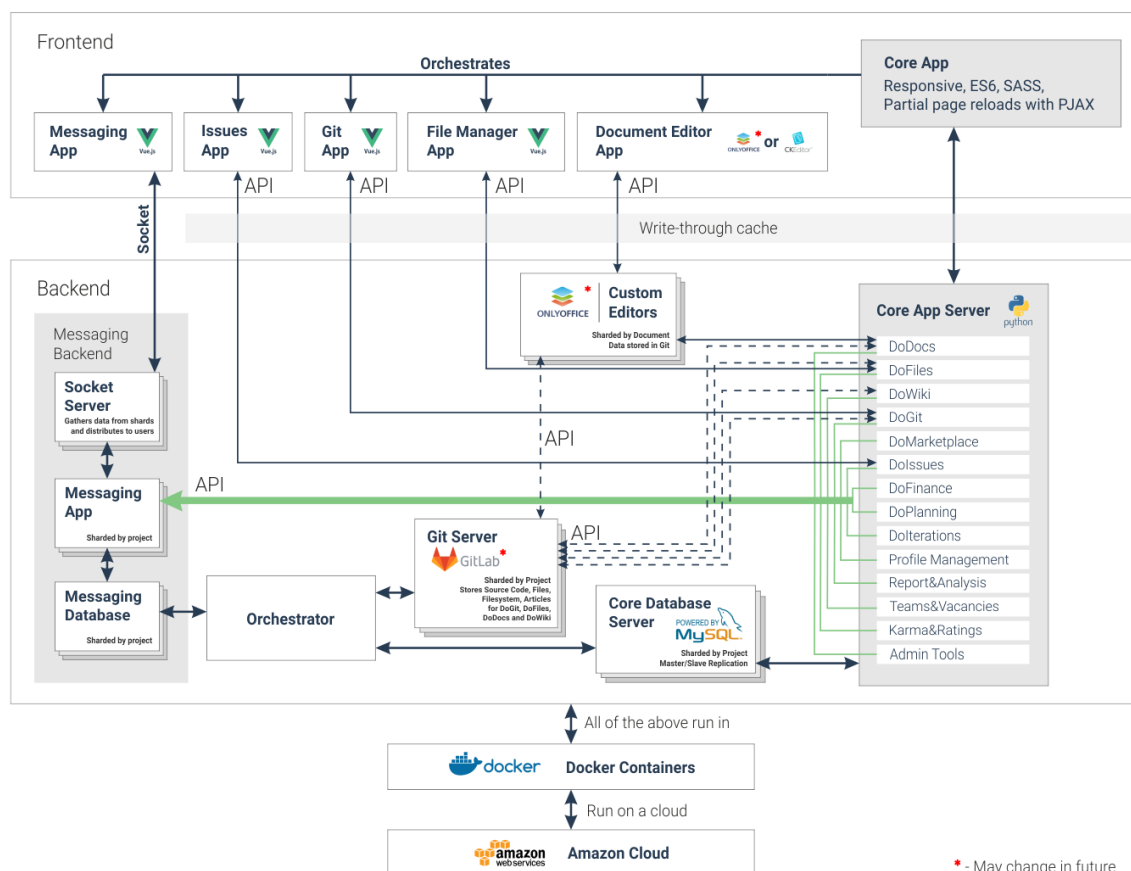 Frontend
Orchestrates
Core App
Responsive, ES6, SASS,
Partial page reloads with PJAX
Messaging
App
Vue.js
Issues
App
Vue.js
Git
App
Vue.js
File Manager
App
Vue.js
Document Editor
App
ONLYOFFICE
*
or
CKEditor
API
API
API
API
Socket
Write-through cache
Backend
Messaging
Backend
Socket
Server
Gathers data from shards
and distributes to users
Messaging
App
Sharded by project
Messaging
Database
Sharded by project
API
ONLYOFFICE
*
Custom
Editors
Sharded by Document
Data stored in Git
API
API
Git Server
GitLab
*
Sharded by Project
Stores Source Code, Files,
Filesystem, Articles
for DoGit, DoFiles,
DoDocs and DoWiki
Orchestrator
Core Database
Server
POWERED BY
MySQL
Sharded by Project
Master/Slave Replication
Core App Server
python
DoDocs
DoFiles
DoWiki
DoGit
DoMarketplace
DoIssues
DoFinance
DoPlanning
DoIterations
Profile Management
Report&Analysis
Teams&Vacancies
Karma&Ratings
Admin Tools
All of the above run in
docker
Docker Containers
Run on a cloud
amazon
webservices
Amazon Cloud
* - May change in future